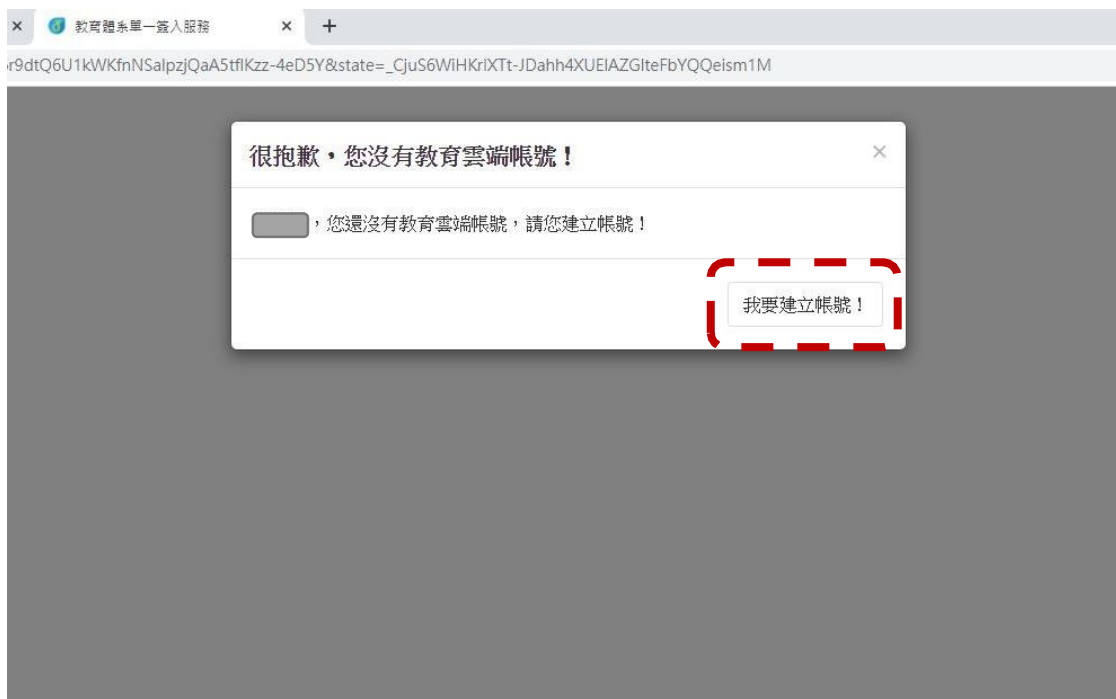 教育體系單一簽入服務
r9dtQ6U1kWKfnNSalpzjQaA5tflKzz-4eD5Y&state=_CjuS6WiHKrlXTt-JDahh4XUElAZGlteFbYQQeism1M
很抱歉，您沒有教育雲端帳號！
，您還沒有教育雲端帳號，請您建立帳號！
我要建立帳號！